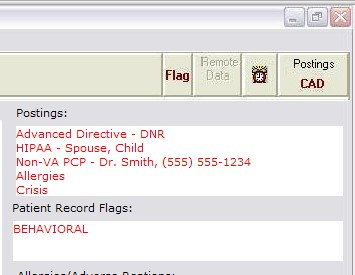 Flag
Remote Data
Postings
CAD
Postings:
Advanced Directive - DNR
HIPAA - Spouse, Child
Non-VA PCP - Dr. Smith, (555) 555-1234
Allergies
Crisis
Patient Record Flags:
BEHAVIORAL